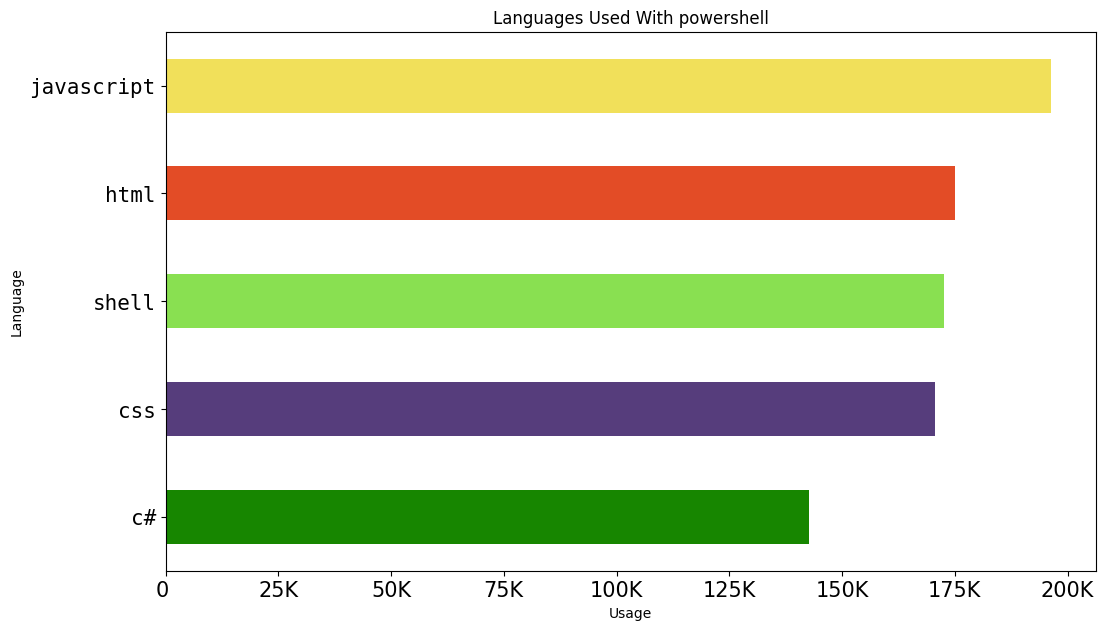 Languages Used With powershell
Language
javascript
html
shell
css
c#
0 25K 50K 75K 100K 125K 150K 175K 200K
Usage